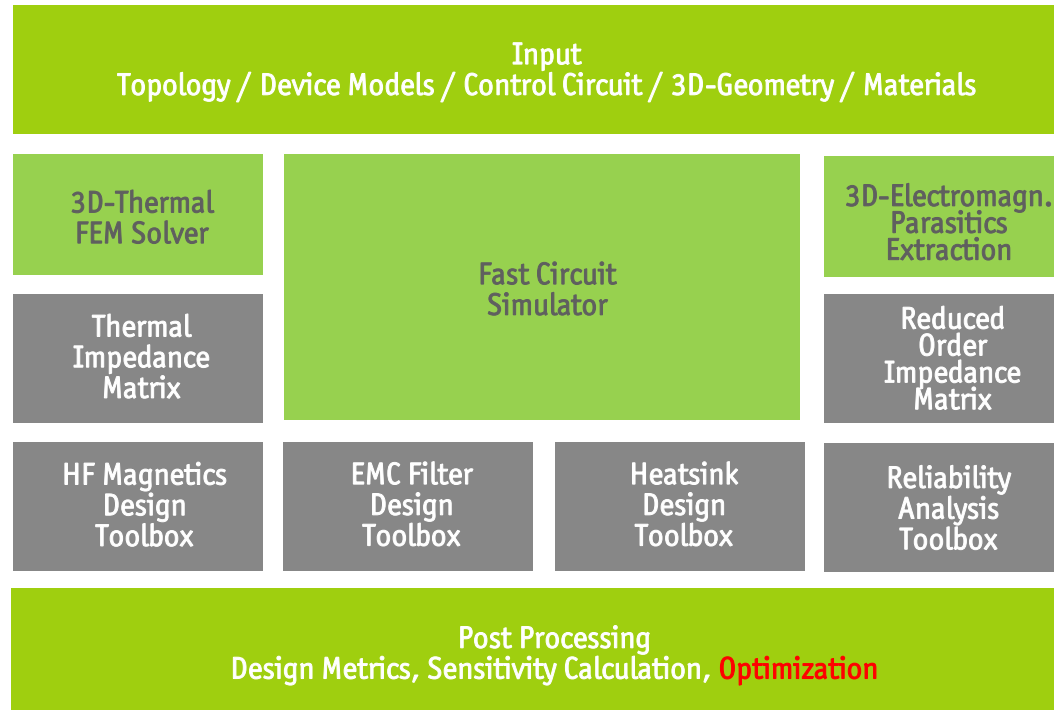 Input
Topology / Device Models / Control Circuit / 3D-Geometry / Materials
3D-Thermal
FEM Solver
Fast Circuit
Simulator
3D-Electromagn.
Parasitics
Extraction
Thermal
Impedance
Matrix
Reduced
Order
Impedance
Matrix
HF Magnetics
Design
Toolbox
EMC Filter
Design
Toolbox
Heatsink
Design
Toolbox
Reliability
Analysis
Toolbox
Post Processing
Design Metrics, Sensitivity Calculation, Optimization